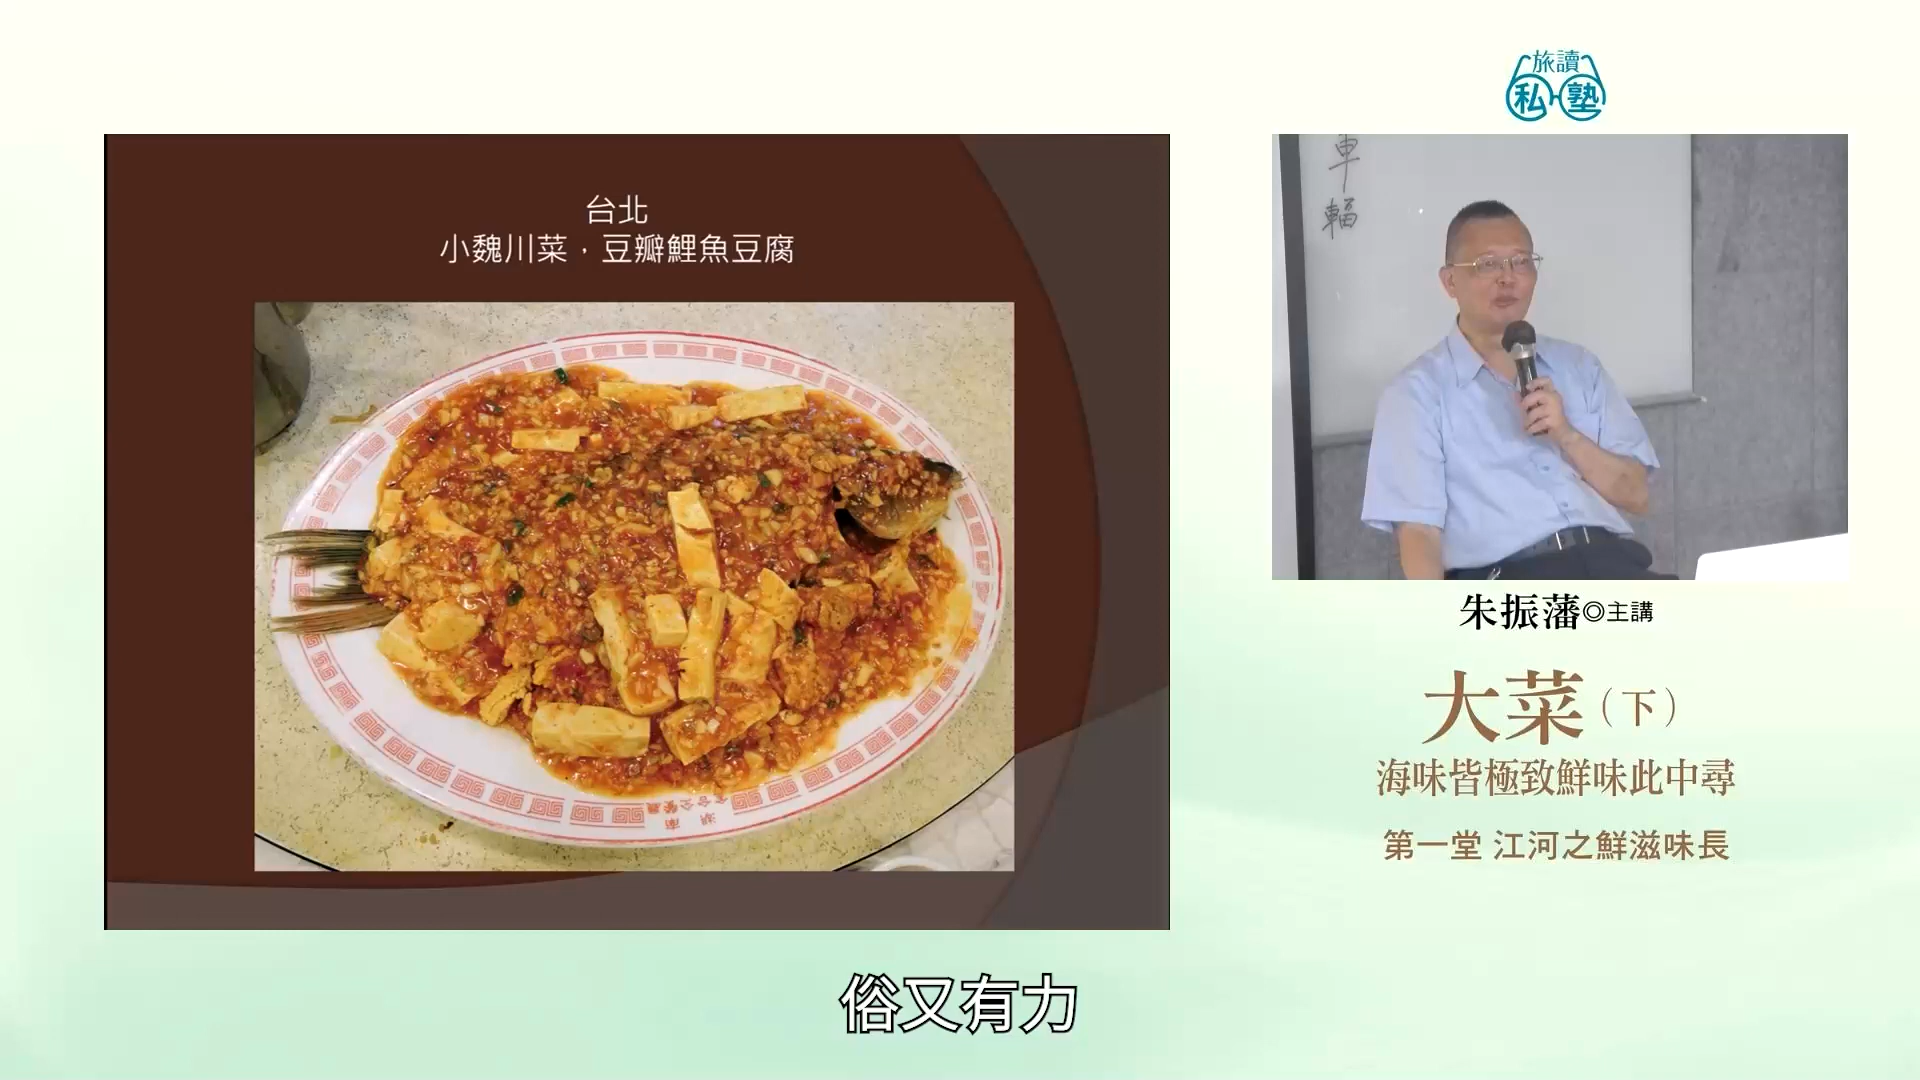 旅讀
私塾
台北
小魏川菜，豆瓣鯉魚豆腐
車輻
朱振藩◎主講
大菜（下）
海味皆極致鮮味此中尋
第一堂 江河之鮮滋味長
俗又有力